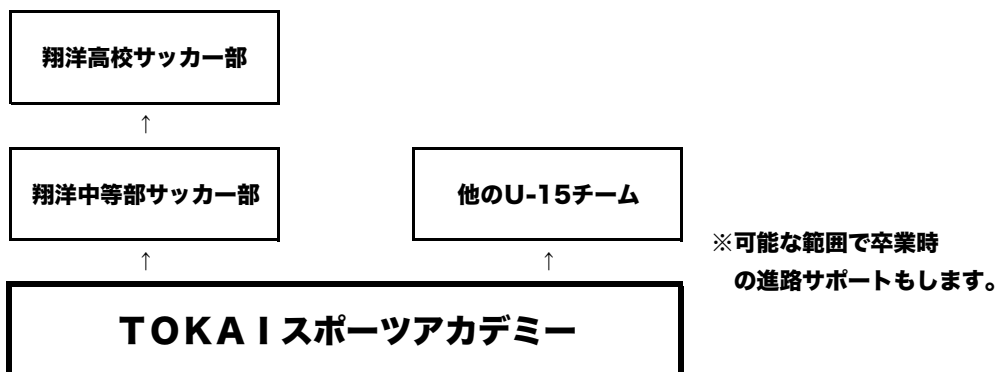 翔洋高校サッカー部
↑
翔洋中等部サッカー部
他のU-15チーム
※可能な範囲で卒業時
の進路サポートもします。
↑
↑
ＴＯＫＡＩスポーツアカデミー